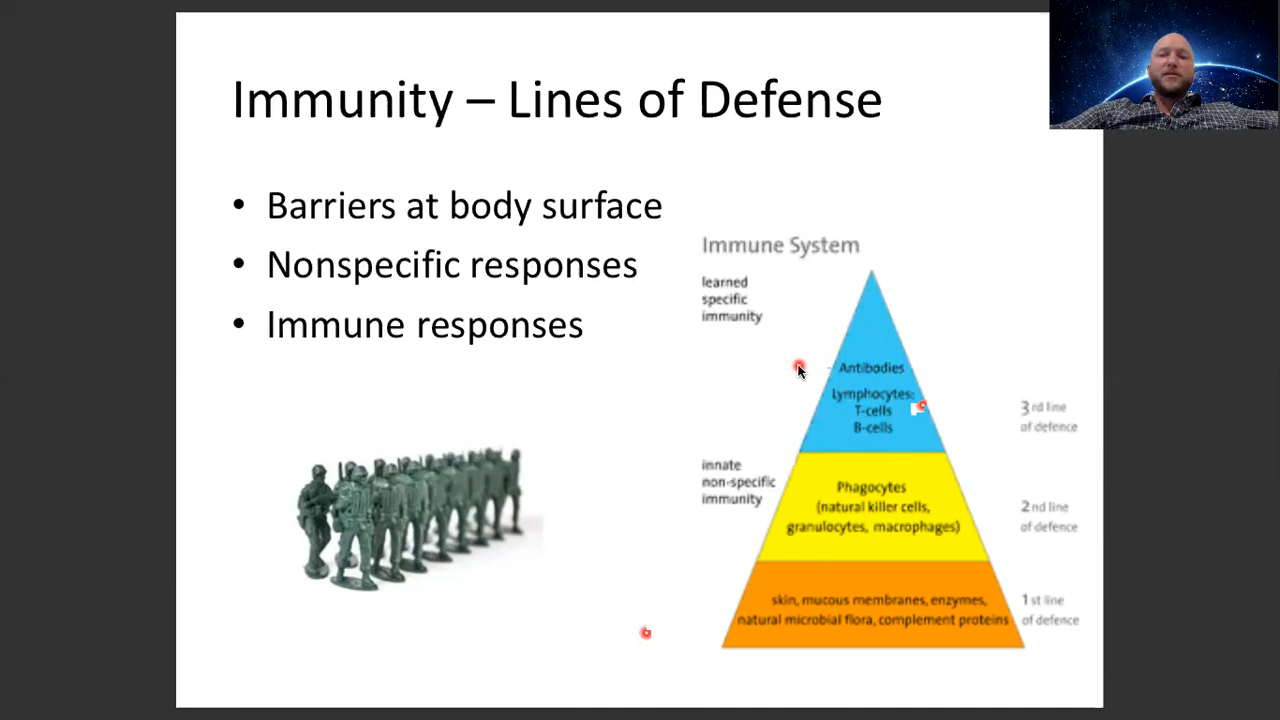 Immunity – Lines of Defense
• Barriers at body surface
• Nonspecific responses
• Immune responses
Immune System
learned
specific
immunity
Antibodies
Lymphocytes:
T-cells
B-cells
3rd line
of defence
innate
non-specific
immunity
Phagocytes
(natural killer cells,
granulocytes, macrophages)
2nd line
of defence
skin, mucous membranes, enzymes,
natural microbial flora, complement proteins
1st line
of defence